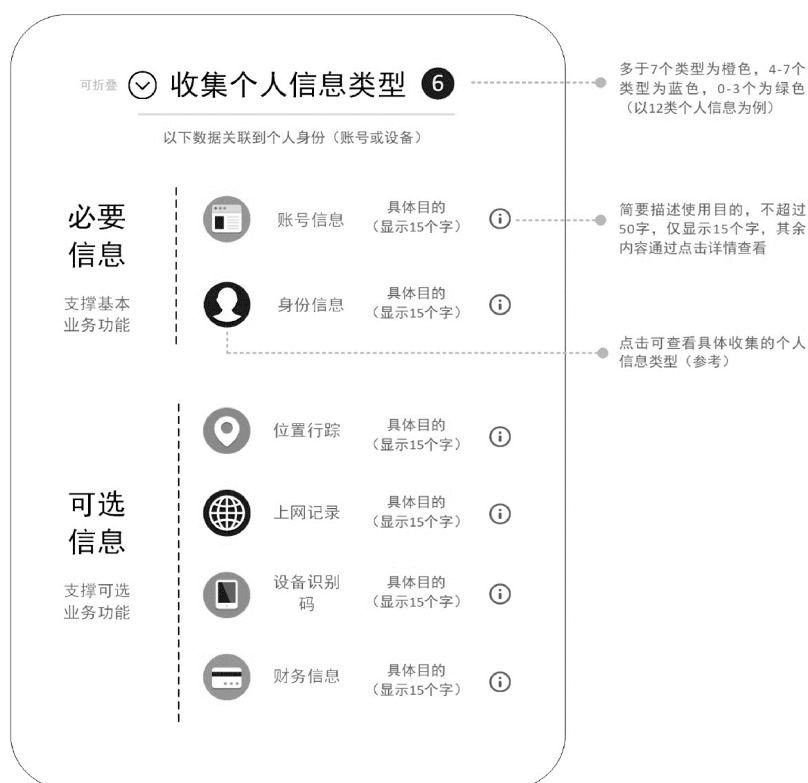 可折叠
收集个人信息类型 6
多于7个类型为橙色，4-7个
类型为蓝色，0-3个为绿色
（以12类个人信息为例）
以下数据关联到个人身份（账号或设备）
必要
信息
支撑基本
业务功能
账号信息
具体目的
（显示15个字）
简要描述使用目的，不超过
50字，仅显示15个字，其余
内容通过点击详情查看
身份信息
具体目的
（显示15个字）
点击可查看具体收集的个人
信息类型（参考）
可选
信息
支撑可选
业务功能
位置行踪
具体目的
（显示15个字）
上网记录
具体目的
（显示15个字）
设备识别
码
具体目的
（显示15个字）
财务信息
具体目的
（显示15个字）